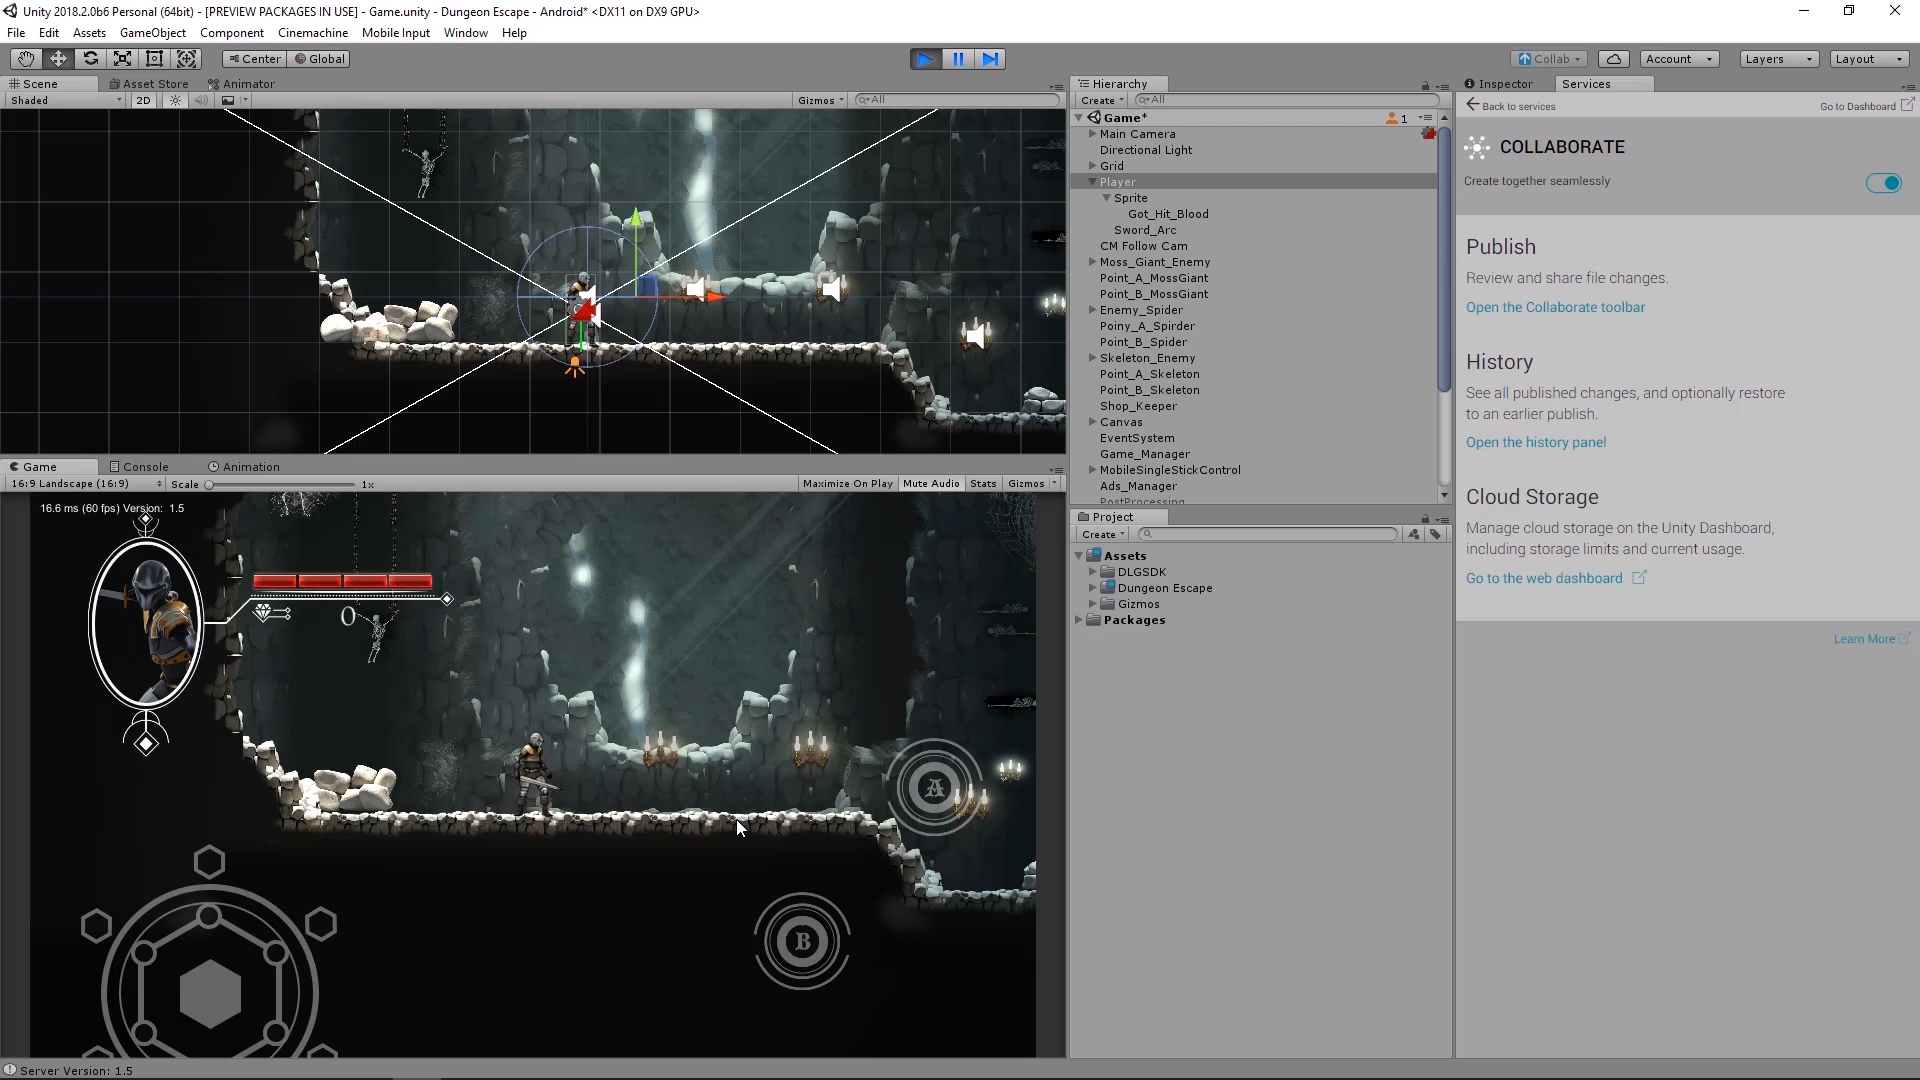 Unity 2018.2.0b6 Personal (64bit) - [PREVIEW PACKAGES IN USE] - Game.unity - Dungeon Escape - Android* <DX11 on DX9 GPU>
File Edit Assets GameObject Component Cinemachine Mobile Input Window Help
Center Global Collab Account Layers Layout
Scene Asset Store Animator
Shaded 2D Gizmos All
Game Console Animation
16:9 Landscape (16:9) Scale 1x Maximize On Play Mute Audio Stats Gizmos
16.6 ms (60 fps) Version: 1.5
0
A
B
Hierarchy
Create All
Game* 1
Main Camera
Directional Light
Grid
Player
Sprite
Got_Hit_Blood
Sword_Arc
CM Follow Cam
Moss_Giant_Enemy
Point_A_MossGiant
Point_B_MossGiant
Enemy_Spider
Poiny_A_Spirder
Point_B_Spider
Skeleton_Enemy
Point_A_Skeleton
Point_B_Skeleton
Shop_Keeper
Canvas
EventSystem
Game_Manager
MobileSingleStickControl
Ads_Manager
PostProcessing
Project
Create
Assets
DLGSDK
Dungeon Escape
Gizmos
Packages
Inspector Services
Back to services Go to Dashboard
COLLABORATE
Create together seamlessly
Publish
Review and share file changes.
Open the Collaborate toolbar
History
See all published changes, and optionally restore
to an earlier publish.
Open the history panel
Cloud Storage
Manage cloud storage on the Unity Dashboard,
including storage limits and current usage.
Go to the web dashboard
Learn More
Server Version: 1.5